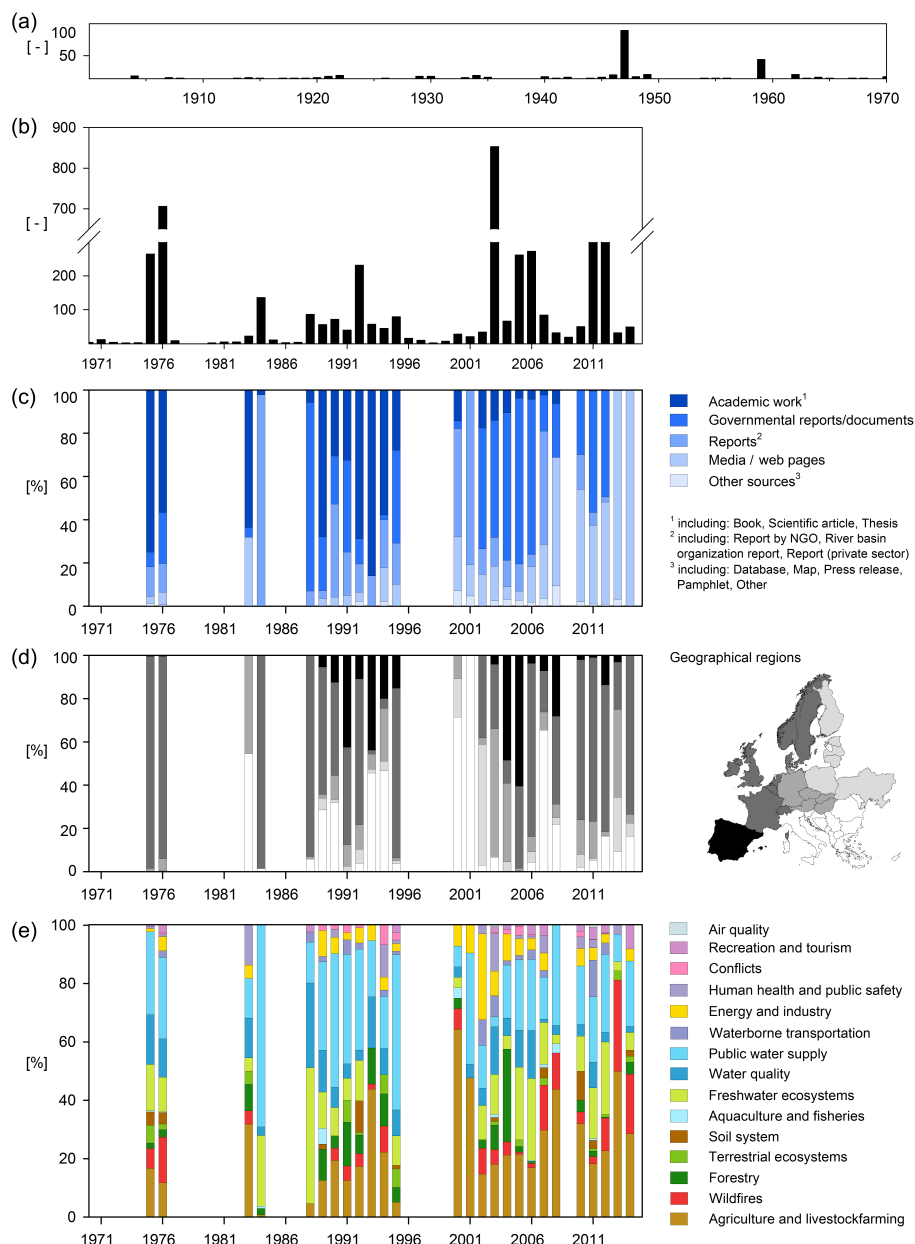 (a)
100
[ - ]
50
1910 1920 1930 1940 1950 1960 1970
(b)
900
800
700
[ - ]
200
100
1971 1976 1981 1986 1991 1996 2001 2006 2011
(c)
100
80
60
[%]
40
20
0
1971 1976 1981 1986 1991 1996 2001 2006 2011
Academic work1
Governmental reports/documents
Reports2
Media / web pages
Other sources3
1 including: Book, Scientific article, Thesis
2 including: Report by NGO, River basin
organization report, Report (private sector)
3 including: Database, Map, Press release,
Pamphlet, Other
(d)
100
80
60
[%]
40
20
0
1971 1976 1981 1986 1991 1996 2001 2006 2011
Geographical regions
(e)
100
80
60
[%]
40
20
0
1971 1976 1981 1986 1991 1996 2001 2006 2011
Air quality
Recreation and tourism
Conflicts
Human health and public safety
Energy and industry
Waterborne transportation
Public water supply
Water quality
Freshwater ecosystems
Aquaculture and fisheries
Soil system
Terrestrial ecosystems
Forestry
Wildfires
Agriculture and livestockfarming